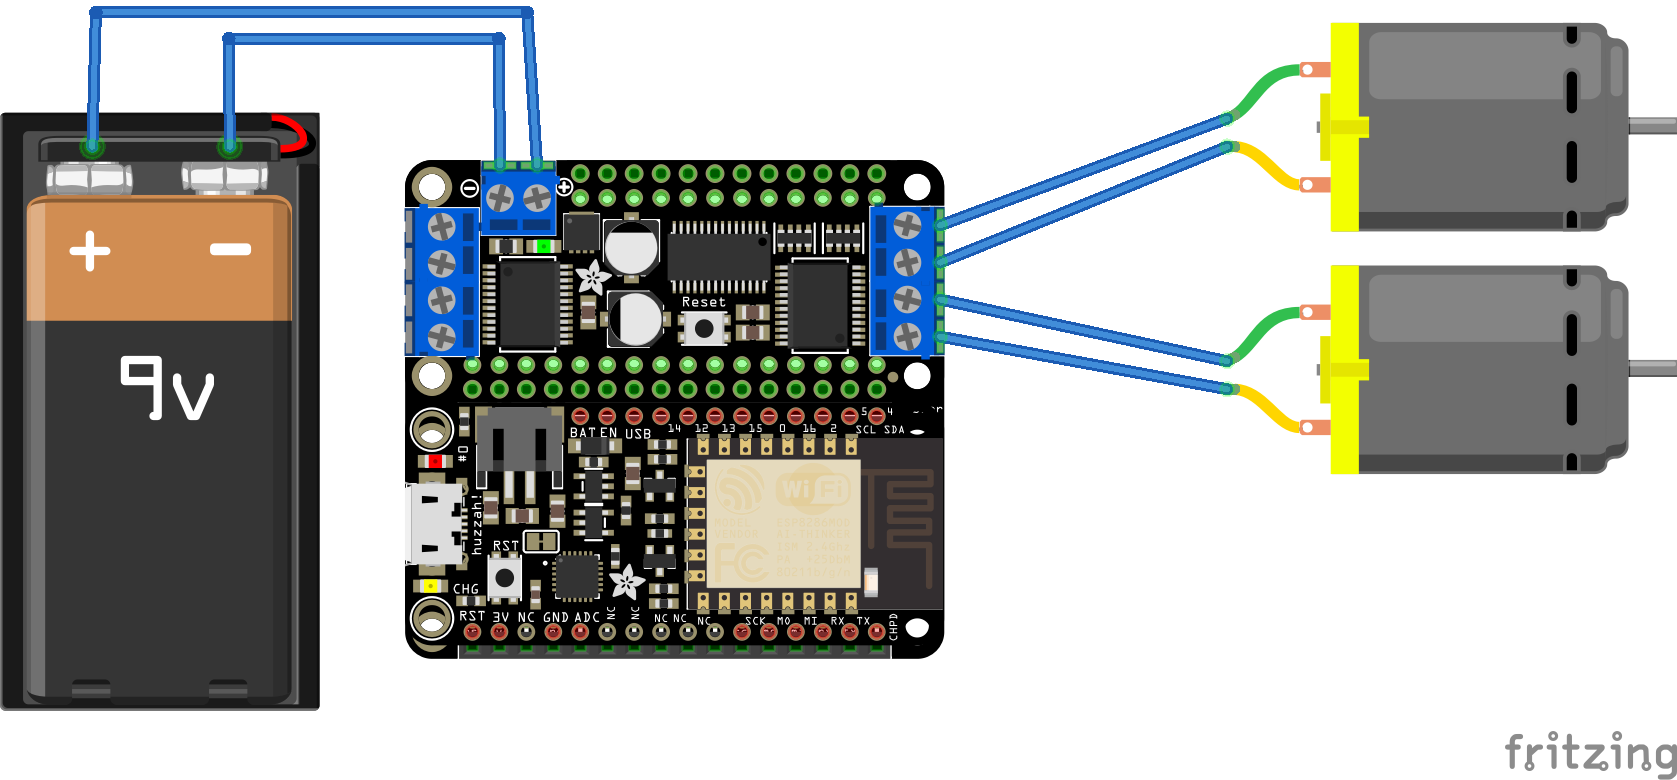 + −
9v
Reset
BAT EN USB
14 12 13 15 0 16 2
SCL SDA
5 4
#0
huzzah!
WiFi
FC
RST
CHG
RST 3V NC GND ADC NC NC NC NC NC SCK MO MI RX TX
CHPD
fritzing